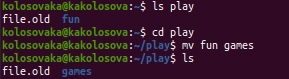 kolosovaka@kakolosova:~$ ls play
file.old  fun
kolosovaka@kakolosova:~$ cd play
kolosovaka@kakolosova:~/play$ mv fun games
kolosovaka@kakolosova:~/play$ ls
file.old  games